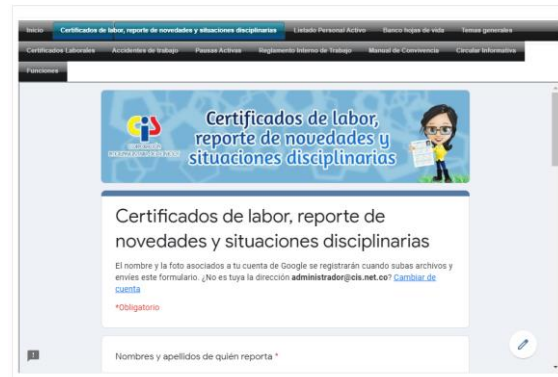 Inicio Certificados de labor, reporte de novedades y situaciones disciplinarias Listado Personal Activo Banco hojas de vida Temas generales
Certificados Laborales Accidentes de trabajo Pausas Activas Reglamento Interno de Trabajo Manual de Convivencia Circular Informativa
Funciones
cis
Certificados de labor,
reporte de novedades y
situaciones disciplinarias
Certificados de labor, reporte de
novedades y situaciones disciplinarias
El nombre y la foto asociados a tu cuenta de Google se registrarán cuando subas archivos y
envíes este formulario. ¿No es tuya la dirección administrador@cis.net.co? Cambiar de
cuenta
*Obligatorio
Nombres y apellidos de quién reporta *